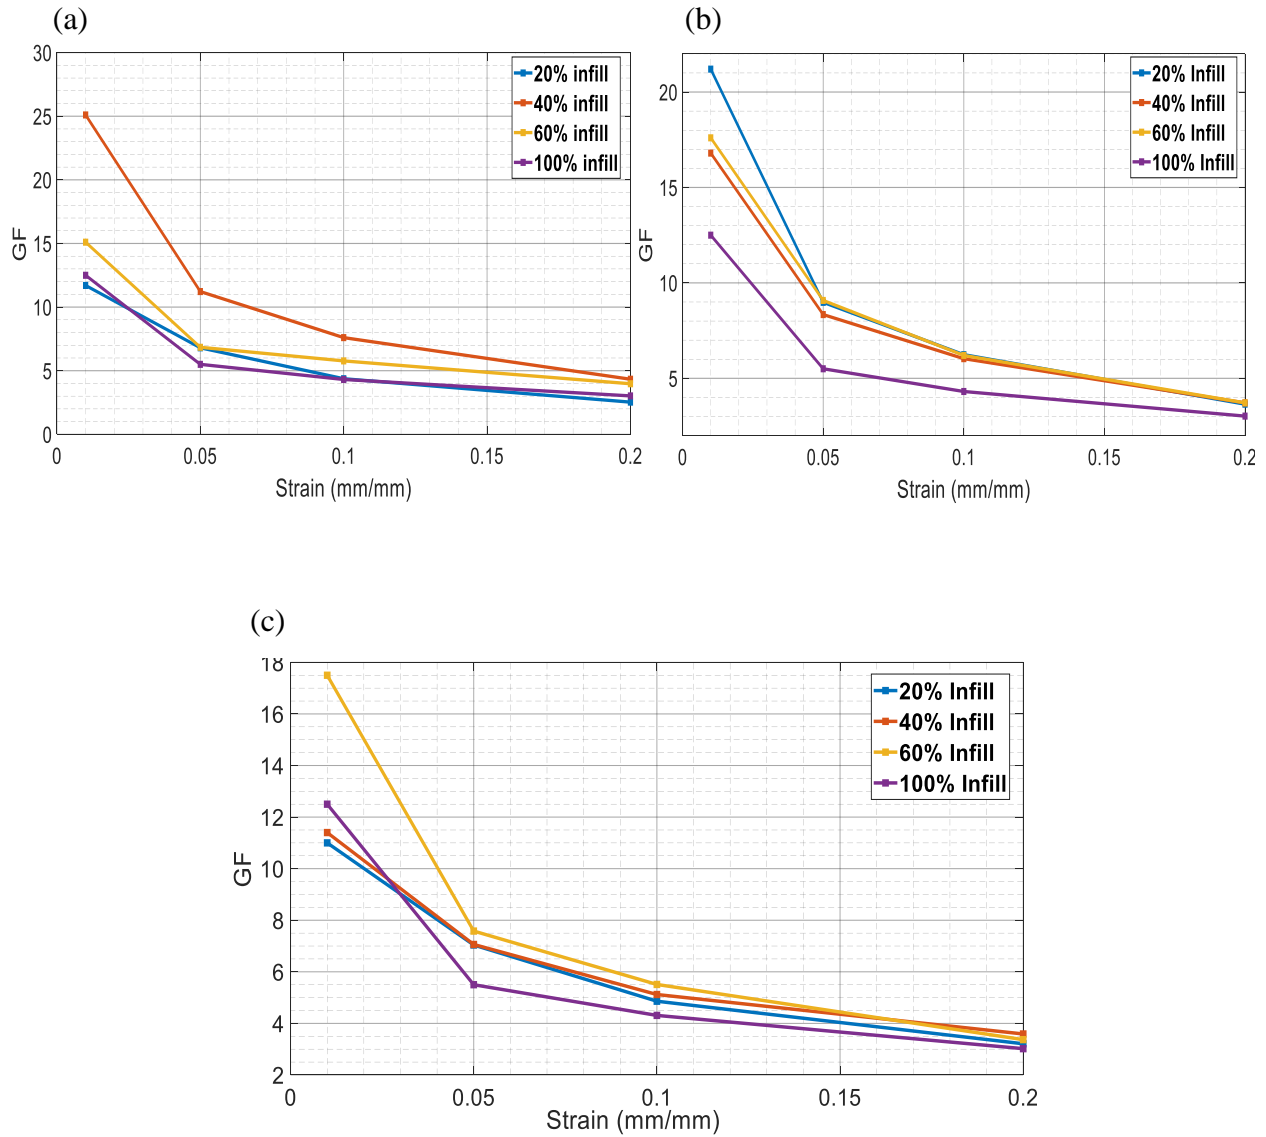 (a)
30
25
20
15
10
5
0
GF
0 0.05 0.1 0.15 0.2
Strain (mm/mm)
20% infill
40% infill
60% infill
100% infill
(b)
20
15
10
5
GF
0 0.05 0.1 0.15 0.2
Strain (mm/mm)
20% Infill
40% Infill
60% Infill
100% Infill
(c)
18
16
14
12
10
8
6
4
2
GF
0 0.05 0.1 0.15 0.2
Strain (mm/mm)
20% Infill
40% Infill
60% Infill
100% Infill